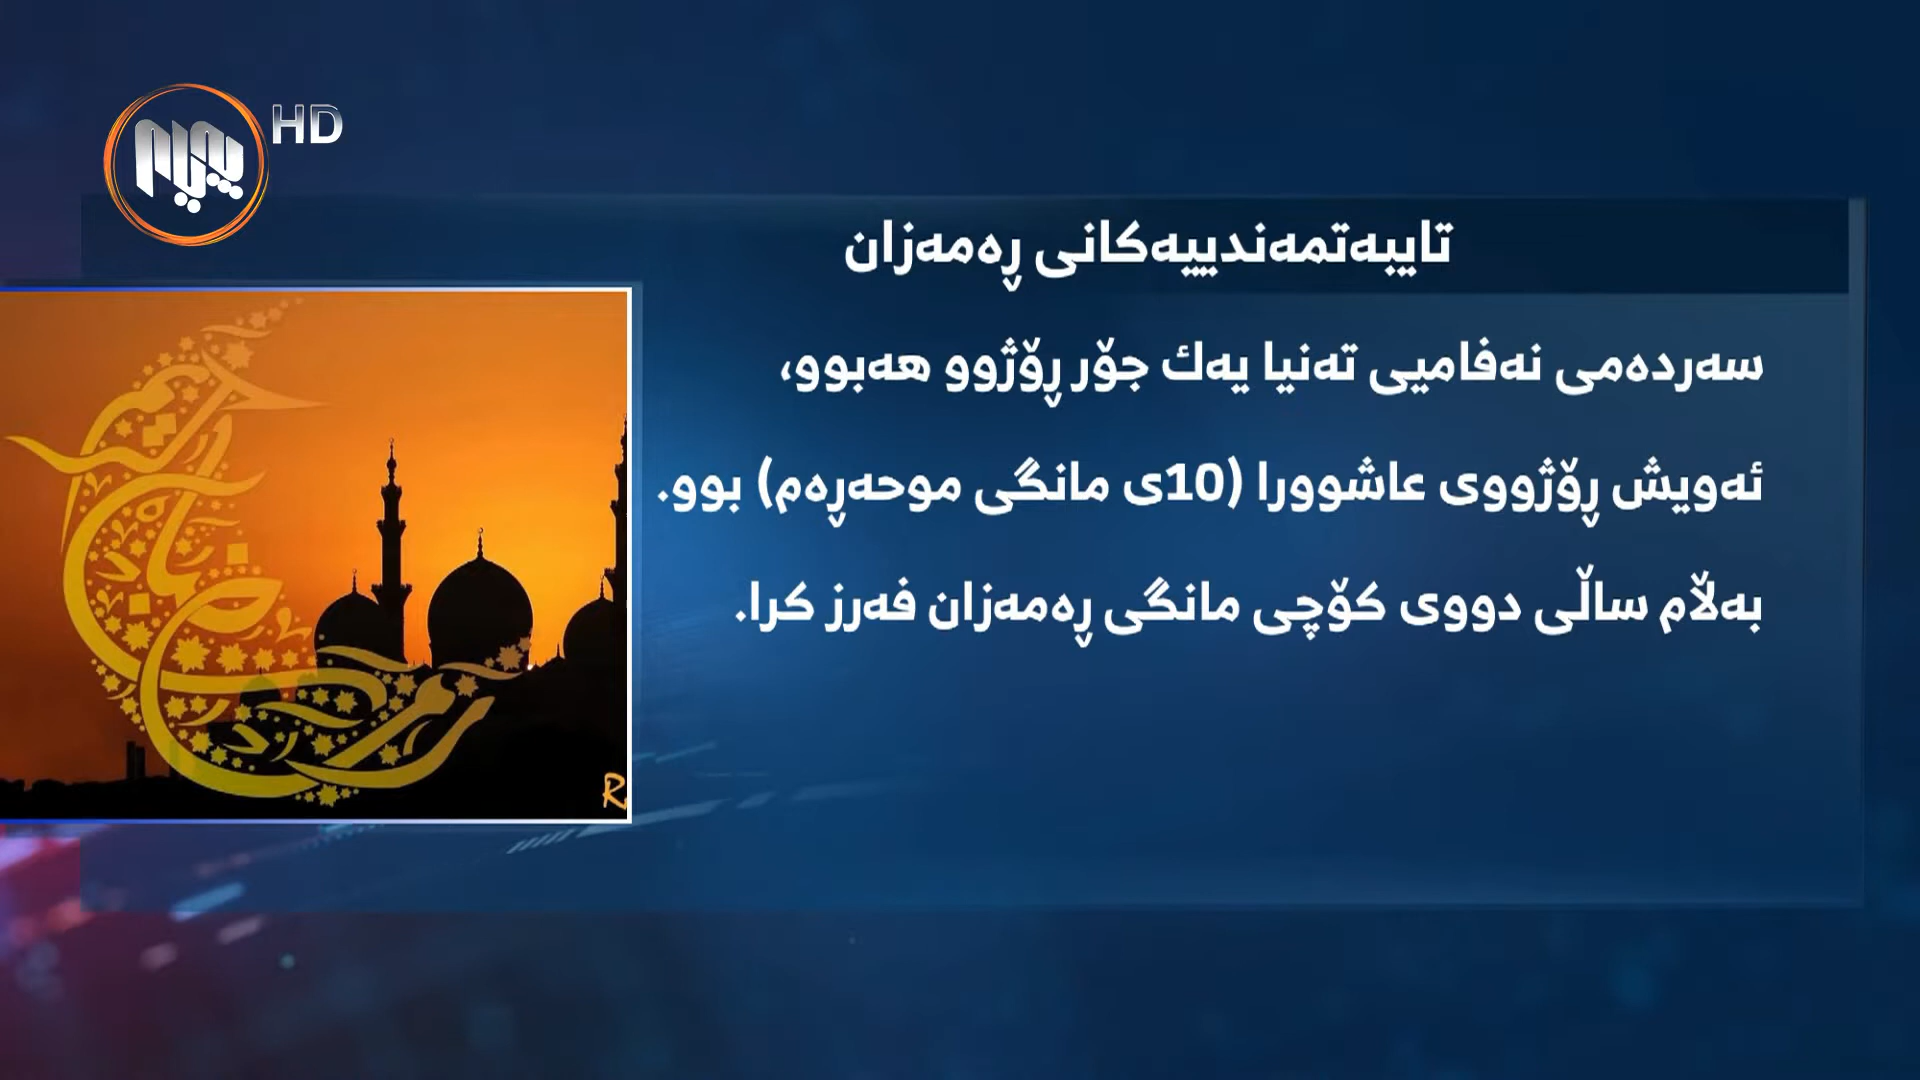 پەیام
HD
تایبەتمەندییەکانی ڕەمەزان
سەردەمی نەفامیی تەنیا یەك جۆر ڕۆژوو هەبوو،
ئەویش ڕۆژووی عاشوورا (10ی مانگی موحەڕەم) بوو.
بەڵام ساڵی دووی کۆچی مانگی ڕەمەزان فەرز کرا.